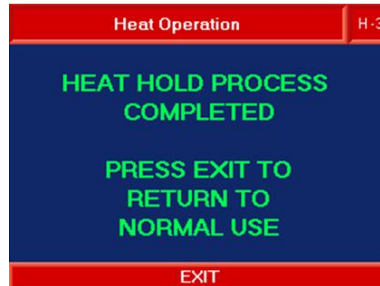 Heat Operation
H-3
HEAT HOLD PROCESS
COMPLETED
PRESS EXIT TO
RETURN TO
NORMAL USE
EXIT